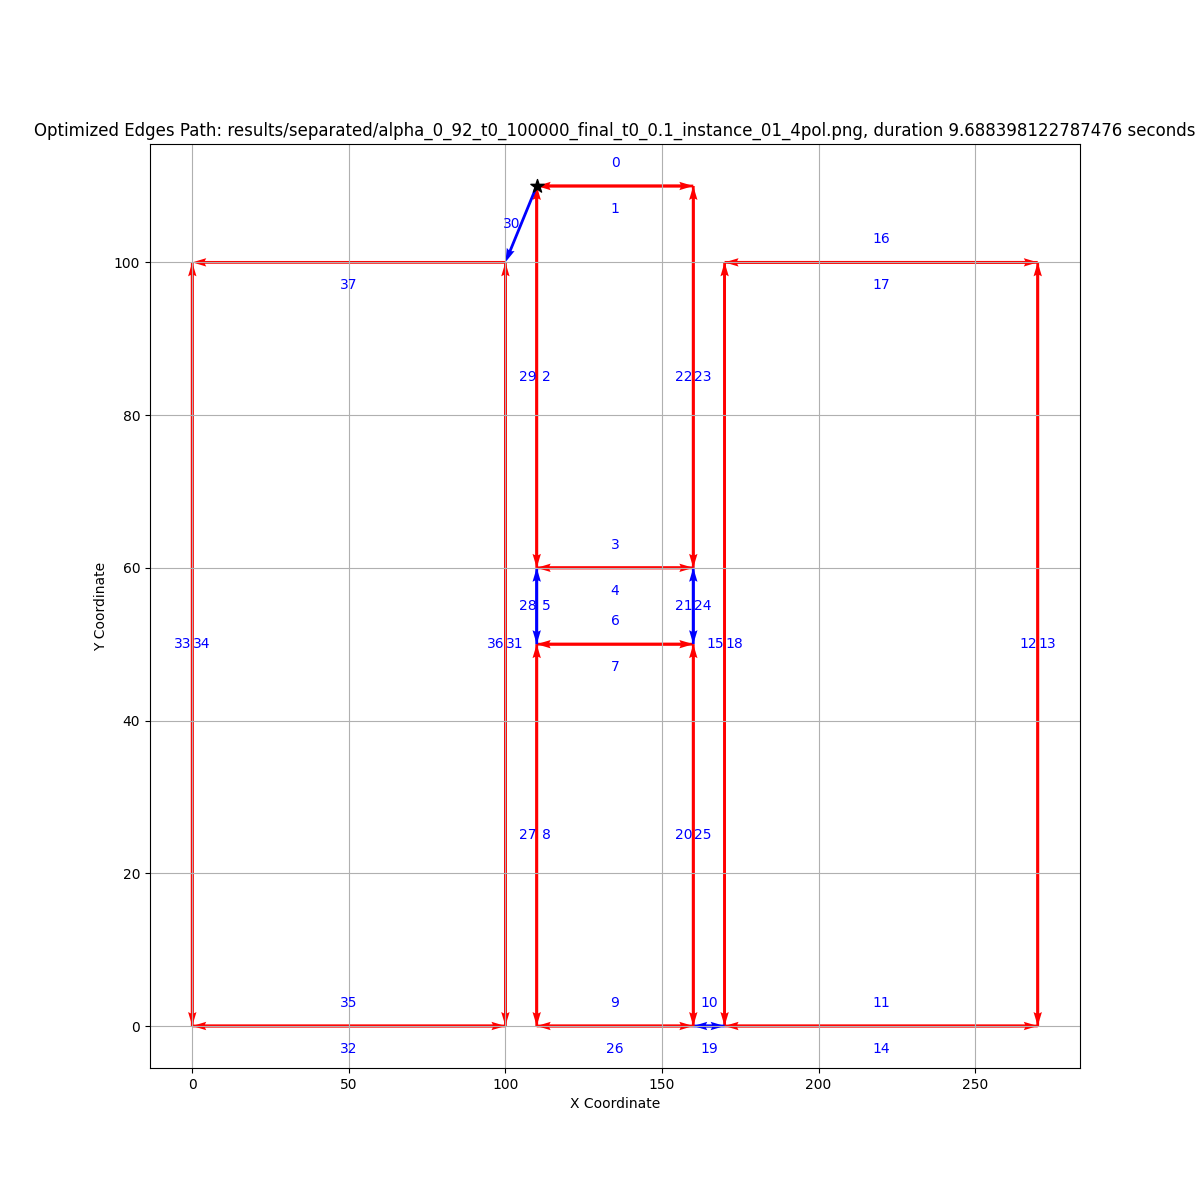 Optimized Edges Path: results/separated/alpha_0_92_t0_100000_final_t0_0.1_instance_01_4pol.png, duration 9.688398122787476 seconds
0
30
1
16
100
37
17
29 2 22 23
80
3
60
4
28 5 21 24
6
33 34 36 31 15 18 12 13
7
40
27 8 20 25
20
35 9 10 11
0
32 26 19 14
0 50 100 150 200 250
X Coordinate
Y Coordinate